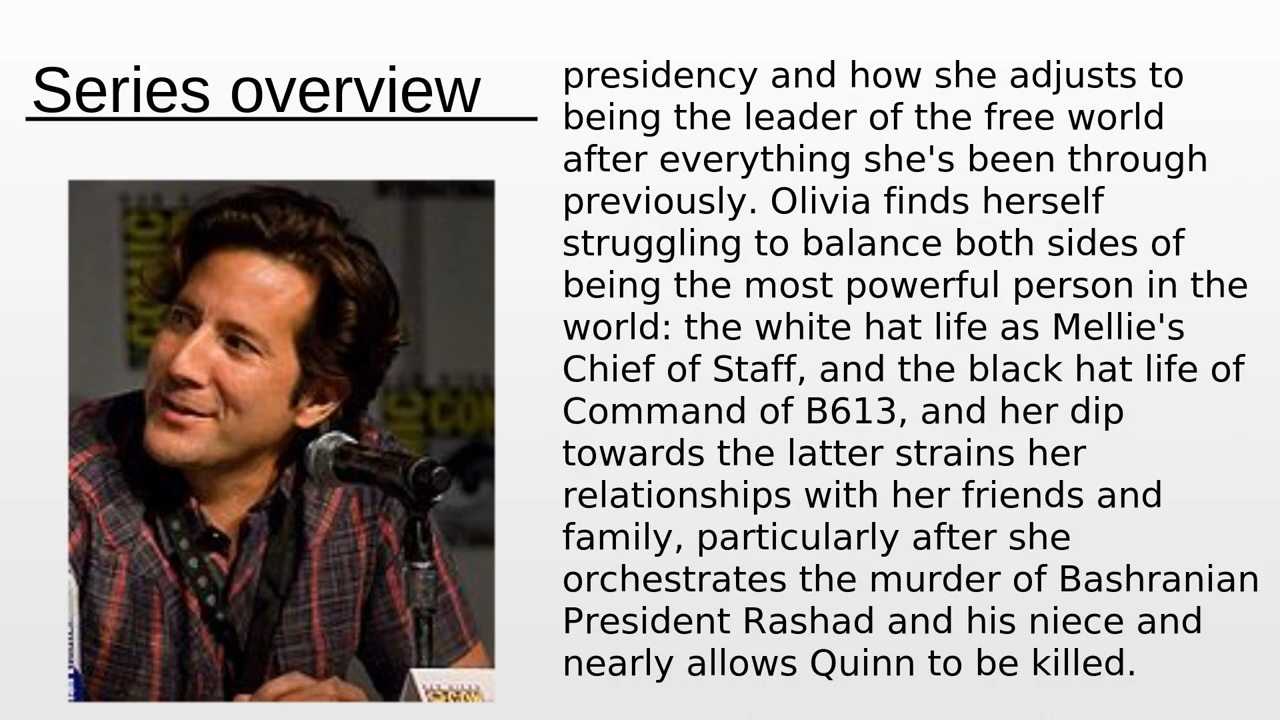 Series overview
presidency and how she adjusts to
being the leader of the free world
after everything she's been through
previously. Olivia finds herself
struggling to balance both sides of
being the most powerful person in the
world: the white hat life as Mellie's
Chief of Staff, and the black hat life of
Command of B613, and her dip
towards the latter strains her
relationships with her friends and
family, particularly after she
orchestrates the murder of Bashranian
President Rashad and his niece and
nearly allows Quinn to be killed.